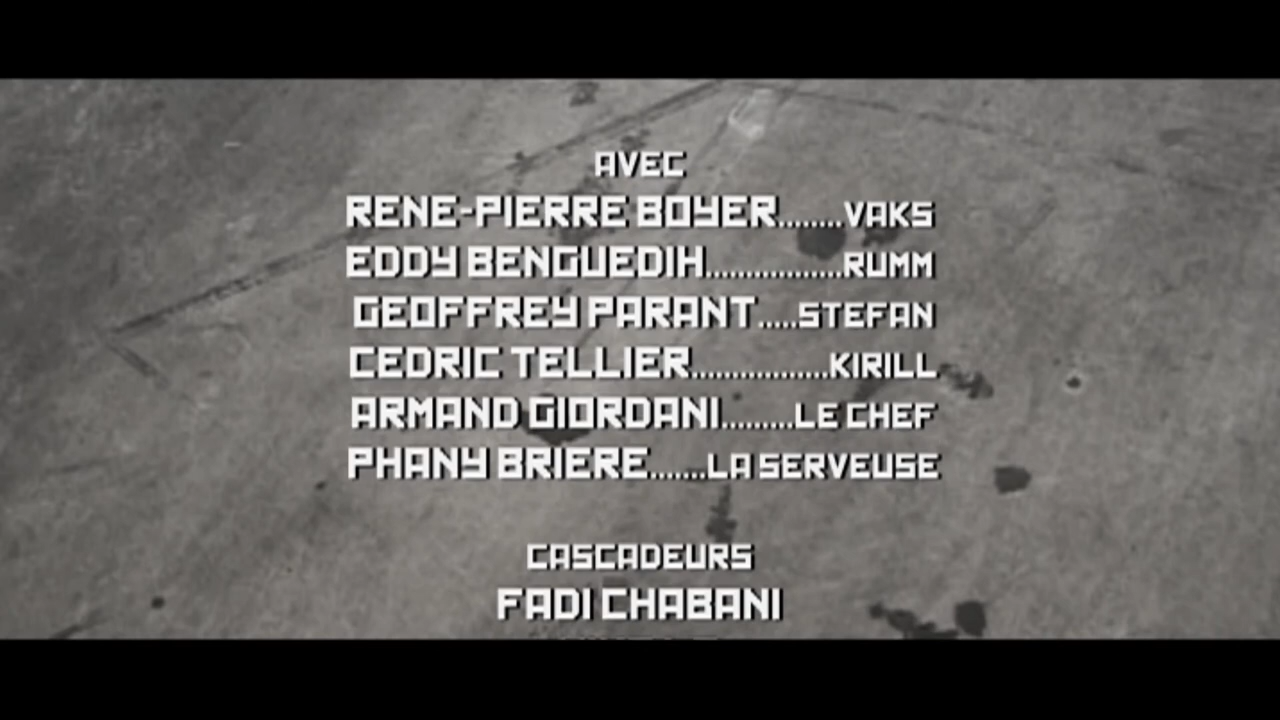 AVEC
RENE-PIERRE BOYER........VAKS
EDDY BENGUEDIH.................RUMM
GEOFFREY PARANT.....STEFAN
CEDRIC TELLIER.................KIRILL
ARMAND GIORDANI.........LE CHEF
PHANY BRIERE.......LA SERVEUSE
CASCADEURS
FADI CHABANI